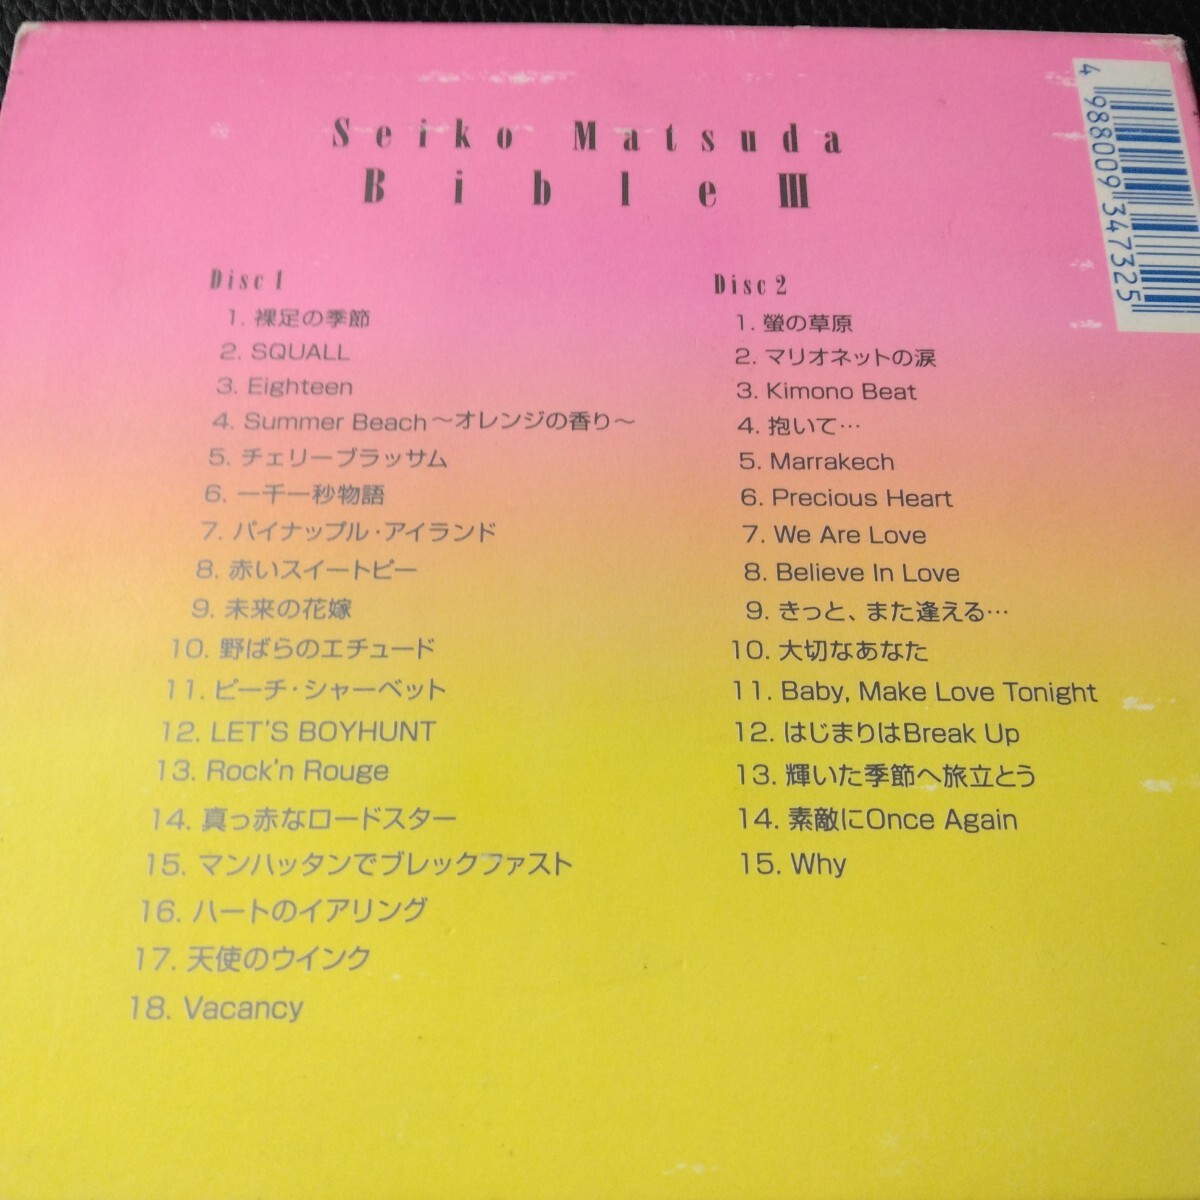 Seiko Matsuda
Bible III
4 988009 347325
Disc 1
1. 裸足の季節
2. SQUALL
3. Eighteen
4. Summer Beach～オレンジの香り～
5. チェリーブラッサム
6. 一千一秒物語
7. パイナップル・アイランド
8. 赤いスイートピー
9. 未来の花嫁
10. 野ばらのエチュード
11. ピーチ・シャーベット
12. LET'S BOYHUNT
13. Rock'n Rouge
14. 真っ赤なロードスター
15. マンハッタンでブレックファスト
16. ハートのイアリング
17. 天使のウインク
18. Vacancy
Disc 2
1. 螢の草原
2. マリオネットの涙
3. Kimono Beat
4. 抱いて…
5. Marrakech
6. Precious Heart
7. We Are Love
8. Believe In Love
9. きっと、また逢える…
10. 大切なあなた
11. Baby, Make Love Tonight
12. はじまりはBreak Up
13. 輝いた季節へ旅立とう
14. 素敵にOnce Again
15. Why